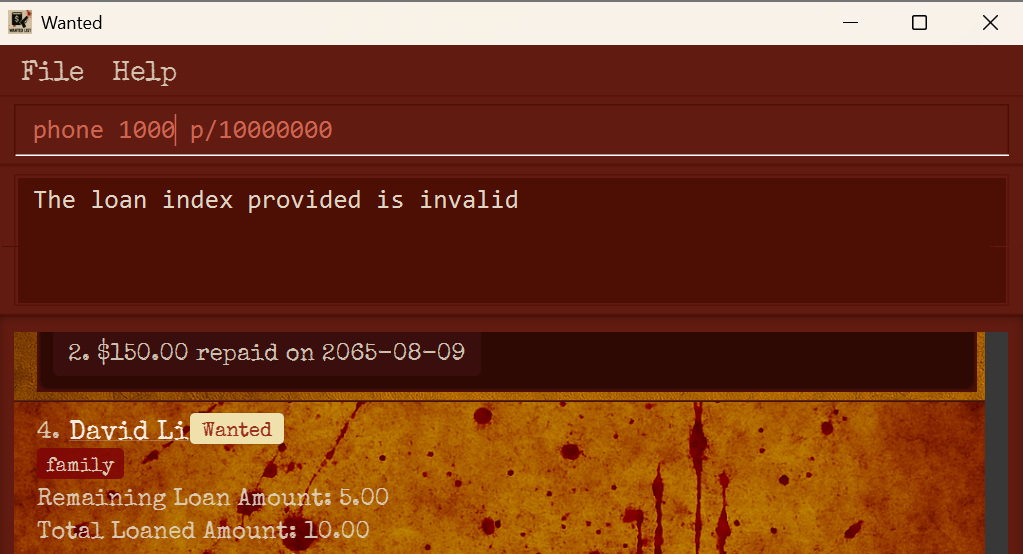 Wanted
File Help
phone 1000 p/10000000
The loan index provided is invalid
2. $150.00 repaid on 2065-08-09
4. David Li Wanted
family
Remaining Loan Amount: 5.00
Total Loaned Amount: 10.00